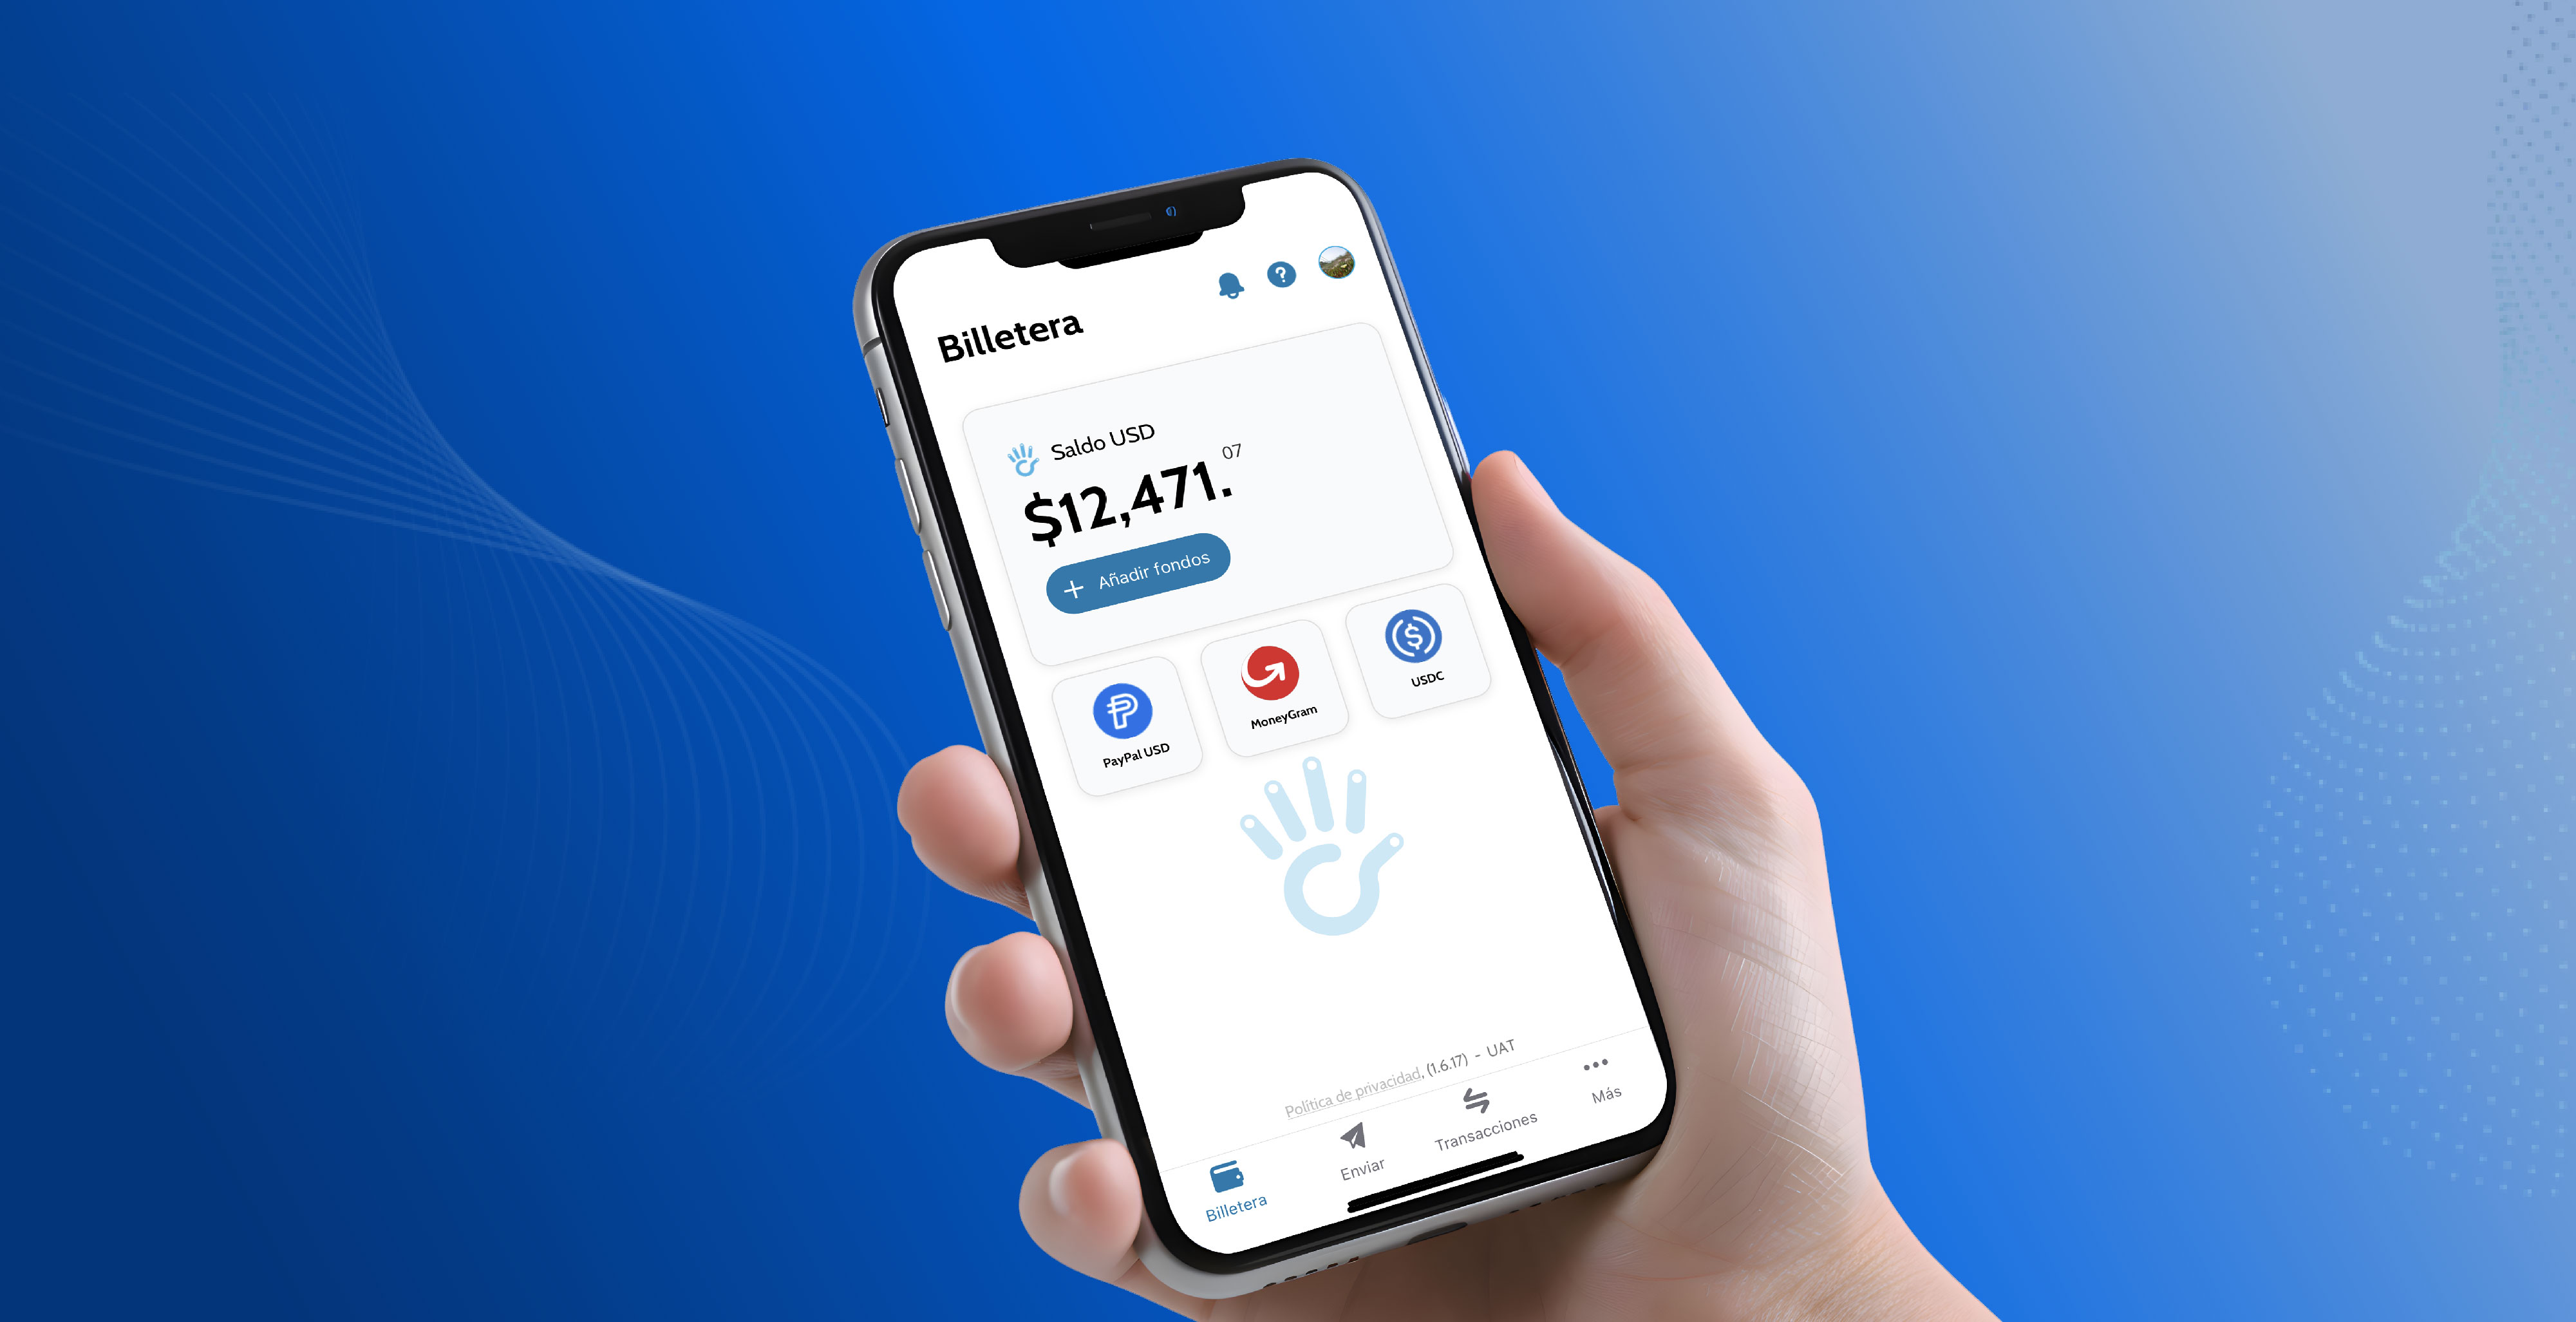 Billetera
Saldo USD
$12,471.07
+ Añadir fondos
PayPal USD
MoneyGram
USDC
Política de privacidad, (1.6.17) - UAT
Billetera
Enviar
Transacciones
Más